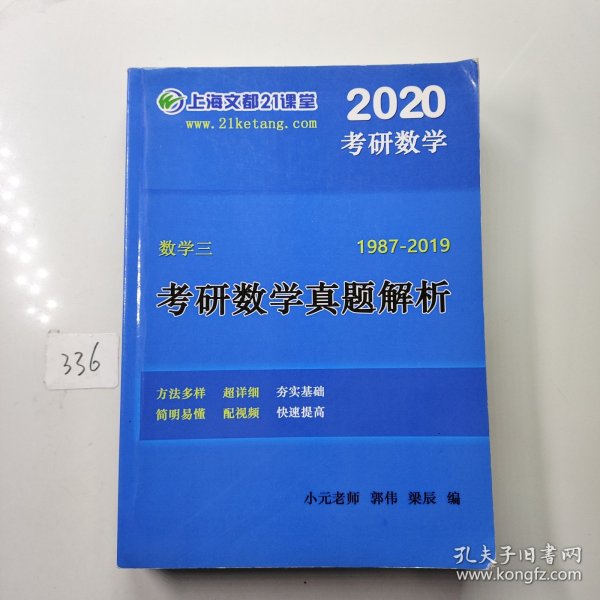 上海文都21课堂
www.21ketang.com
2020
考研数学
数学三
1987-2019
考研数学真题解析
方法多样 超详细 夯实基础
简明易懂 配视频 快速提高
小元老师 郭伟 梁辰 编
336
孔夫子旧书网
www.kongfz.com